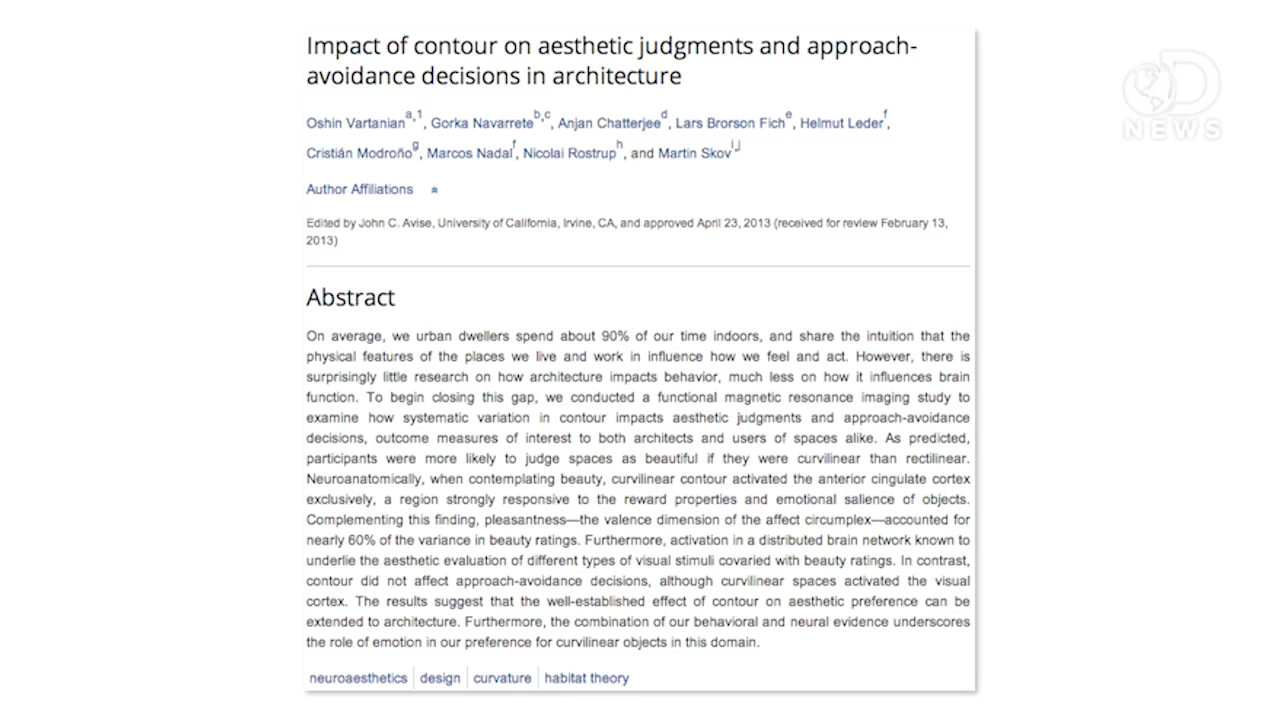 Impact of contour on aesthetic judgments and approach-
avoidance decisions in architecture
Oshin Vartanian a,1, Gorka Navarrete b,c, Anjan Chatterjee d, Lars Brorson Fich e, Helmut Leder f,
Cristián Modroño g, Marcos Nadal f, Nicolai Rostrup h, and Martin Skov i,j
Author Affiliations
Edited by John C. Avise, University of California, Irvine, CA, and approved April 23, 2013 (received for review February 13,
2013)
Abstract
On average, we urban dwellers spend about 90% of our time indoors, and share the intuition that the
physical features of the places we live and work in influence how we feel and act. However, there is
surprisingly little research on how architecture impacts behavior, much less on how it influences brain
function. To begin closing this gap, we conducted a functional magnetic resonance imaging study to
examine how systematic variation in contour impacts aesthetic judgments and approach-avoidance
decisions, outcome measures of interest to both architects and users of spaces alike. As predicted,
participants were more likely to judge spaces as beautiful if they were curvilinear than rectilinear.
Neuroanatomically, when contemplating beauty, curvilinear contour activated the anterior cingulate cortex
exclusively, a region strongly responsive to the reward properties and emotional salience of objects.
Complementing this finding, pleasantness—the valence dimension of the affect circumplex—accounted for
nearly 60% of the variance in beauty ratings. Furthermore, activation in a distributed brain network known to
underlie the aesthetic evaluation of different types of visual stimuli covaried with beauty ratings. In contrast,
contour did not affect approach-avoidance decisions, although curvilinear spaces activated the visual
cortex. The results suggest that the well-established effect of contour on aesthetic preference can be
extended to architecture. Furthermore, the combination of our behavioral and neural evidence underscores
the role of emotion in our preference for curvilinear objects in this domain.
neuroaesthetics design curvature habitat theory
D
NEWS